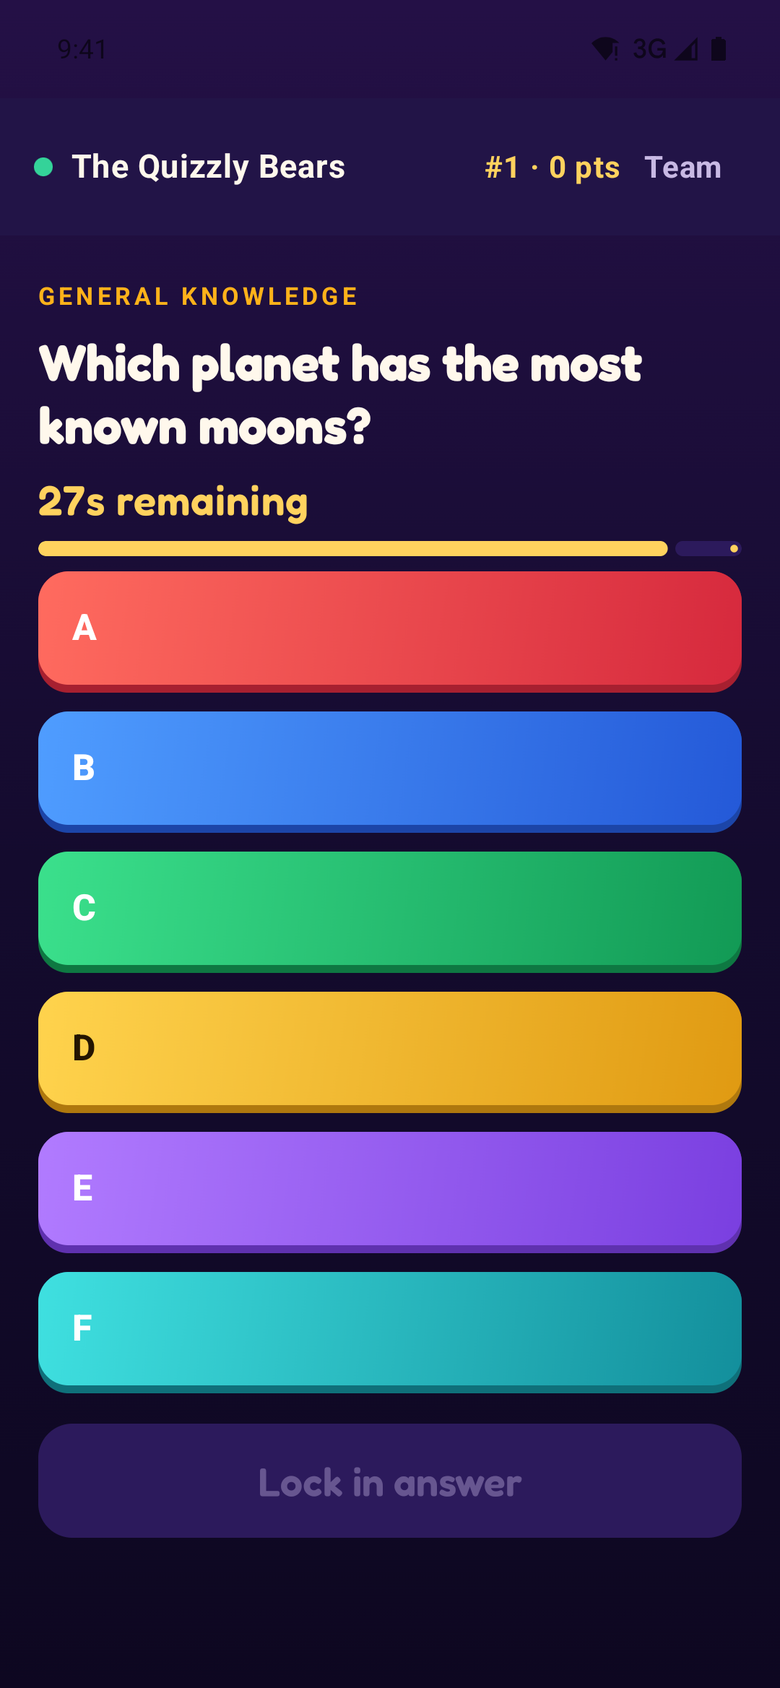 9:41 3G
The Quizzly Bears #1 · 0 pts Team
GENERAL KNOWLEDGE
Which planet has the most
known moons?
27s remaining
A
B
C
D
E
F
Lock in answer